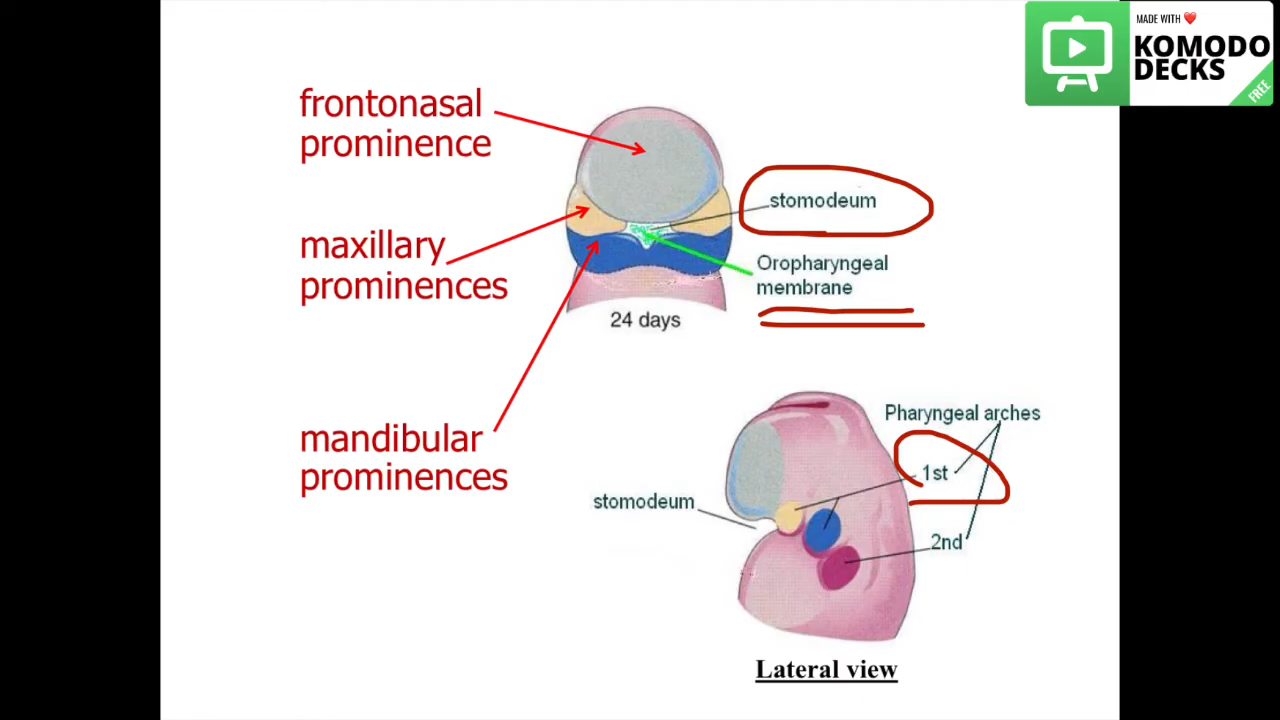 MADE WITH ❤️
KOMODO
DECKS
FREE
frontonasal
prominence
stomodeum
maxillary
prominences
Oropharyngeal
membrane
24 days
Pharyngeal arches
mandibular
prominences
1st
stomodeum
2nd
Lateral view